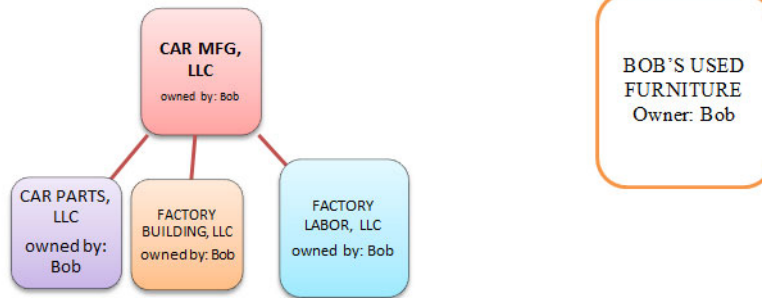 CAR MFG,
LLC
owned by: Bob
BOB'S USED
FURNITURE
Owner: Bob
CAR PARTS,
LLC
owned by:
Bob
FACTORY
BUILDING, LLC
owned by: Bob
FACTORY
LABOR, LLC
owned by: Bob